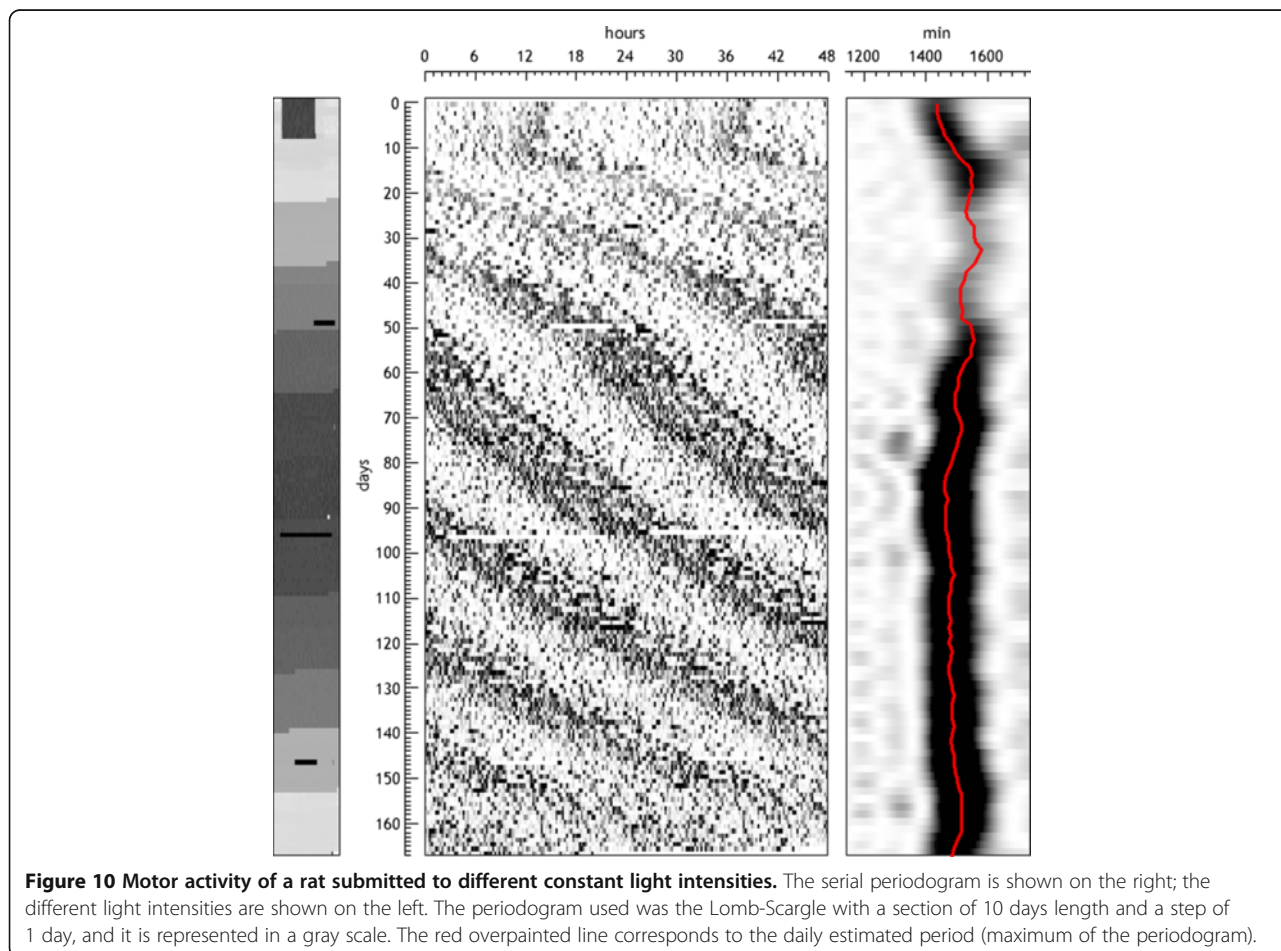 hours
min
0 6 12 18 24 30 36 42 48
1200 1400 1600
0
10
20
30
40
50
60
70
80
90
100
110
120
130
140
150
160
days
Figure 10 Motor activity of a rat submitted to different constant light intensities. The serial periodogram is shown on the right; the
different light intensities are shown on the left. The periodogram used was the Lomb-Scargle with a section of 10 days length and a step of
1 day, and it is represented in a gray scale. The red overpainted line corresponds to the daily estimated period (maximum of the periodogram).